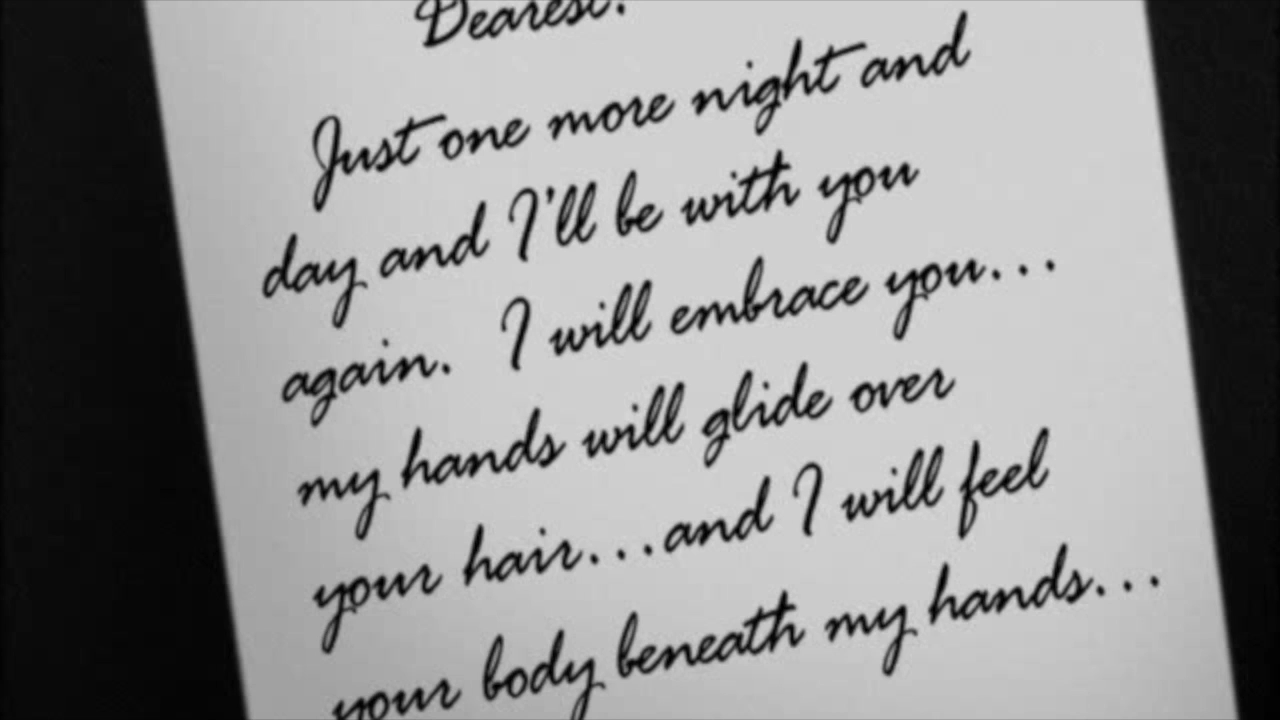 Dearest:
Just one more night and
day and I'll be with you
again. I will embrace you...
my hands will glide over
your hair...and I will feel
your body beneath my hands...